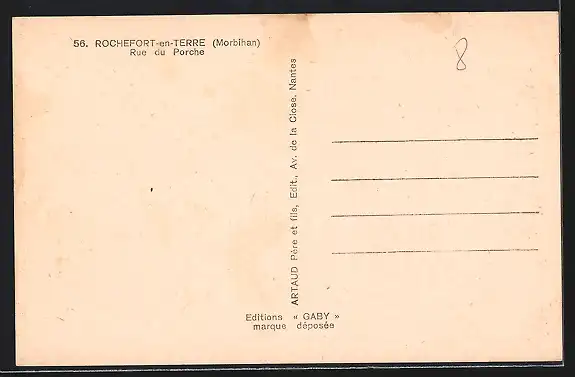 56. ROCHEFORT-en-TERRE (Morbihan)
Rue du Porche
8
ARTAUD Père et fils, Edit., Av. de la Close, Nantes
Editions « GABY »
marque déposée